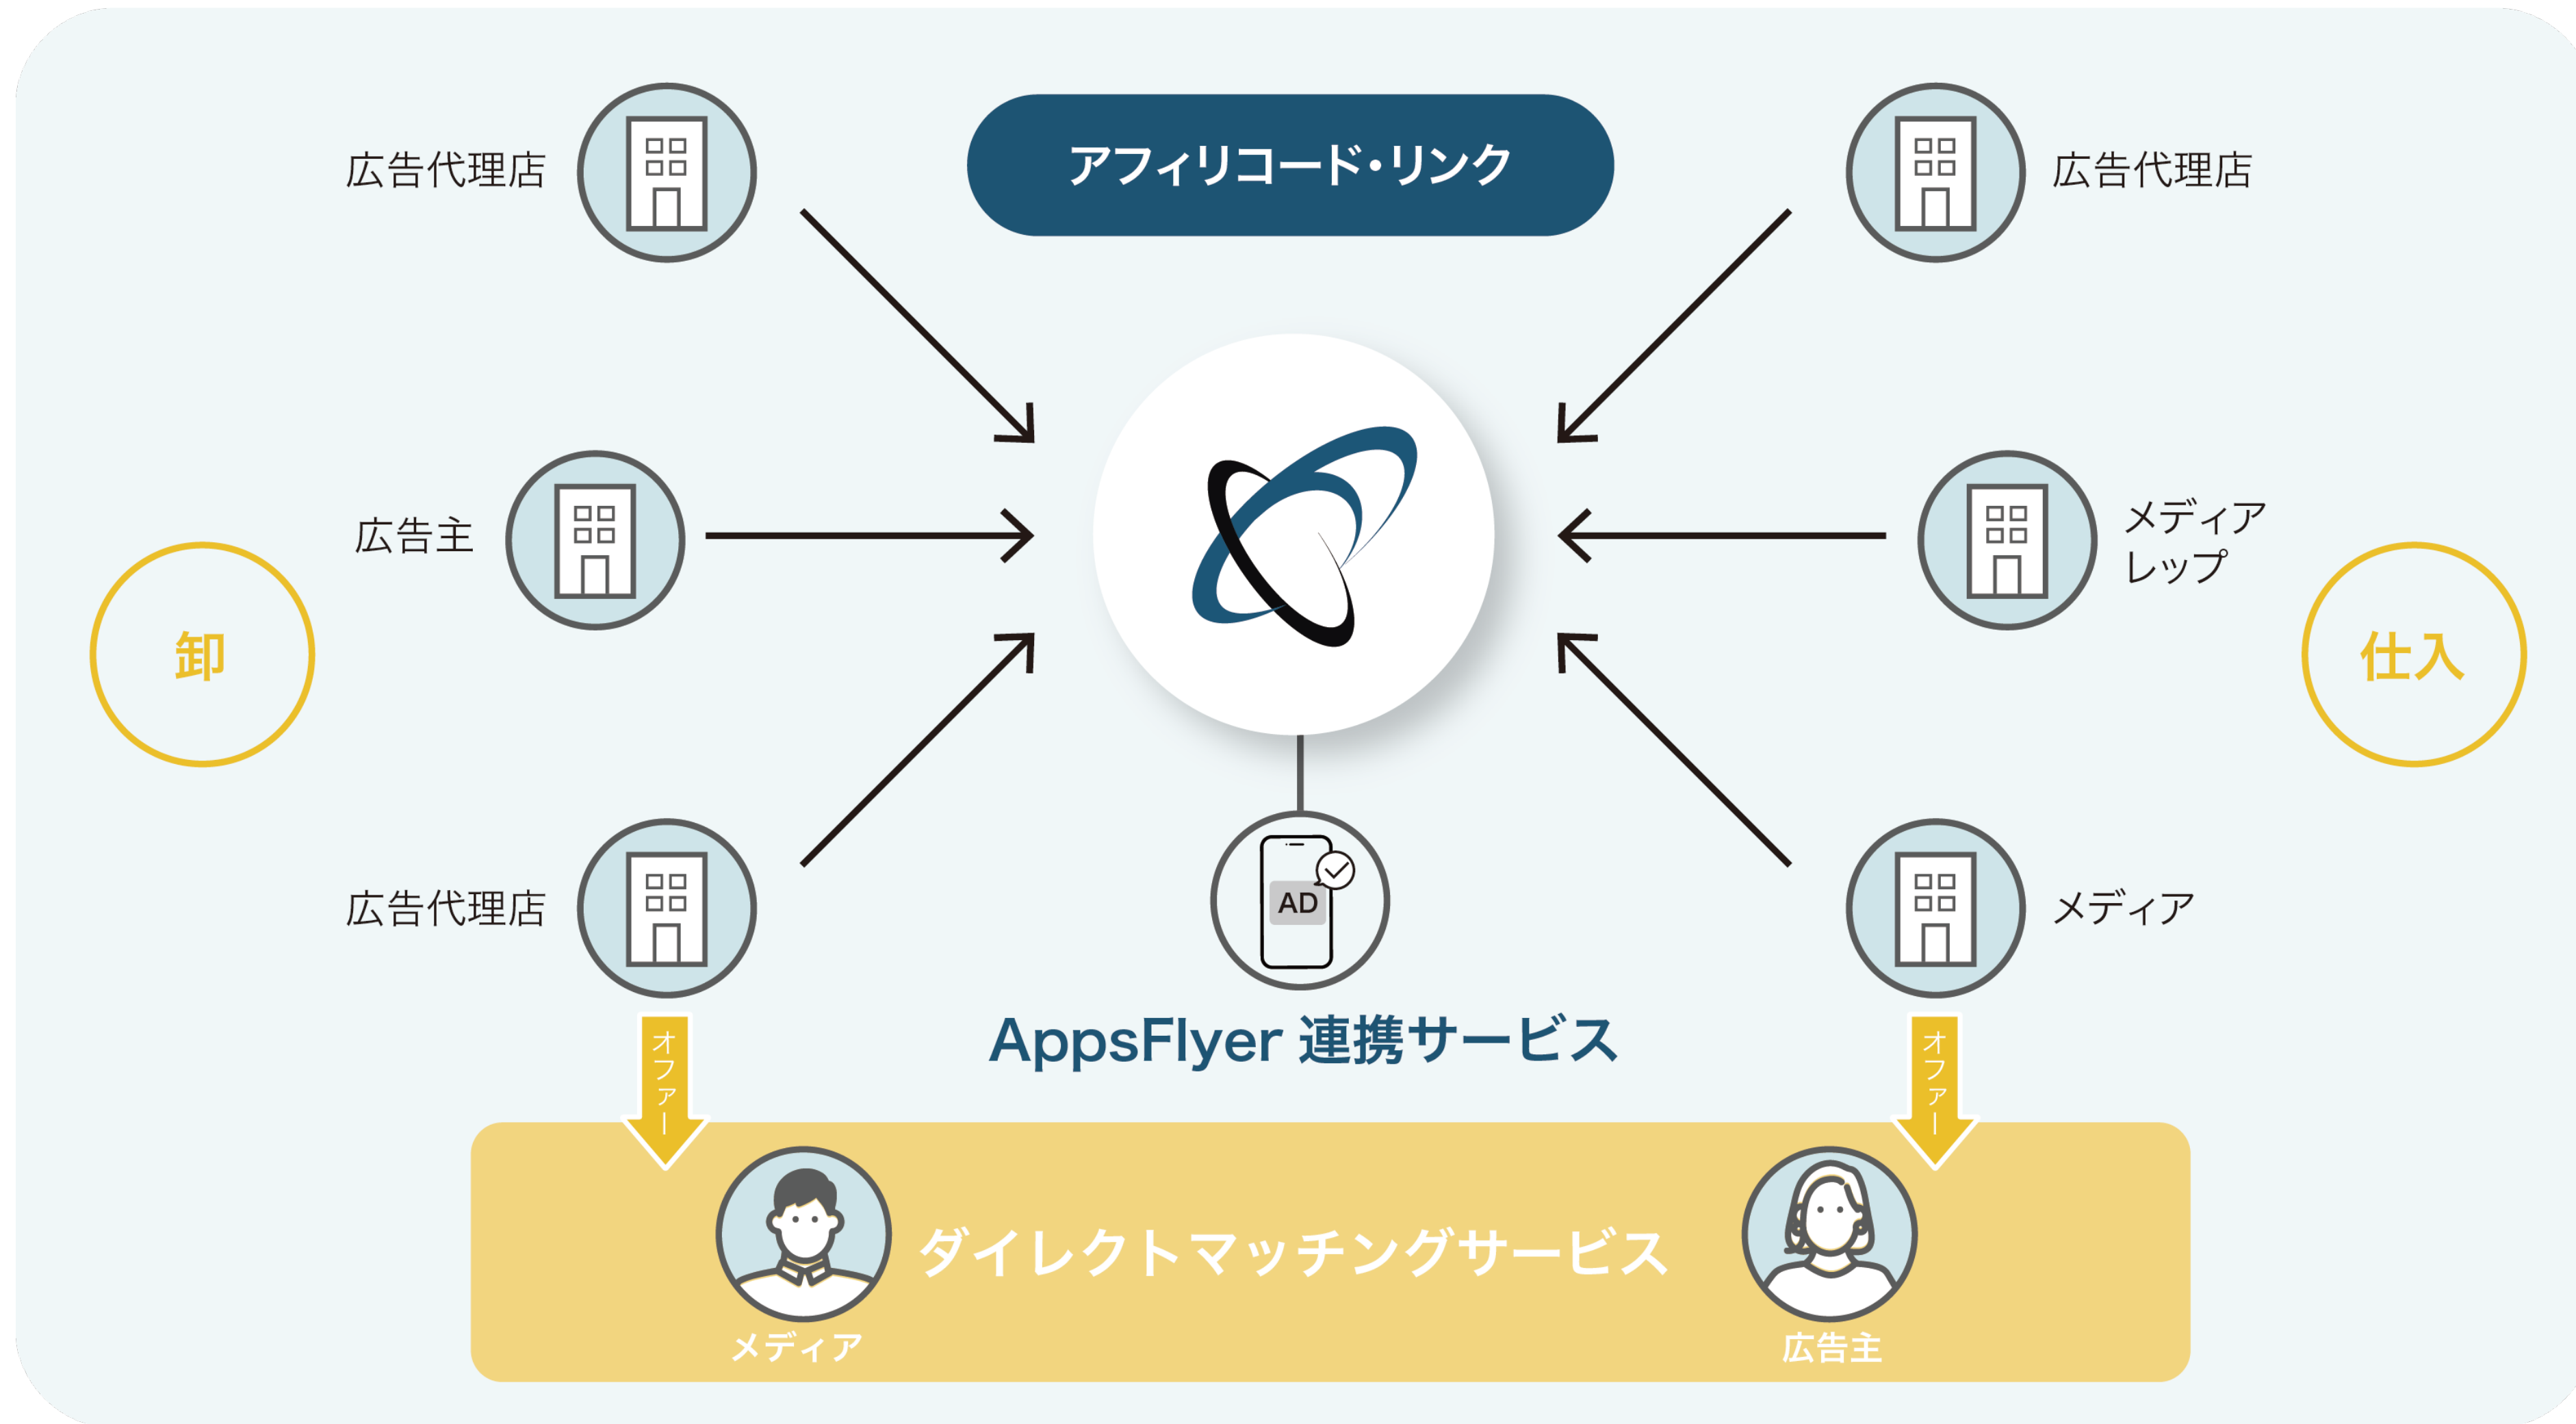 アフィリコード・リンク
広告代理店
広告代理店
広告主
メディア
レップ
卸
仕入
広告代理店
AD
メディア
AppsFlyer 連携サービス
オファー
オファー
ダイレクトマッチングサービス
メディア
広告主